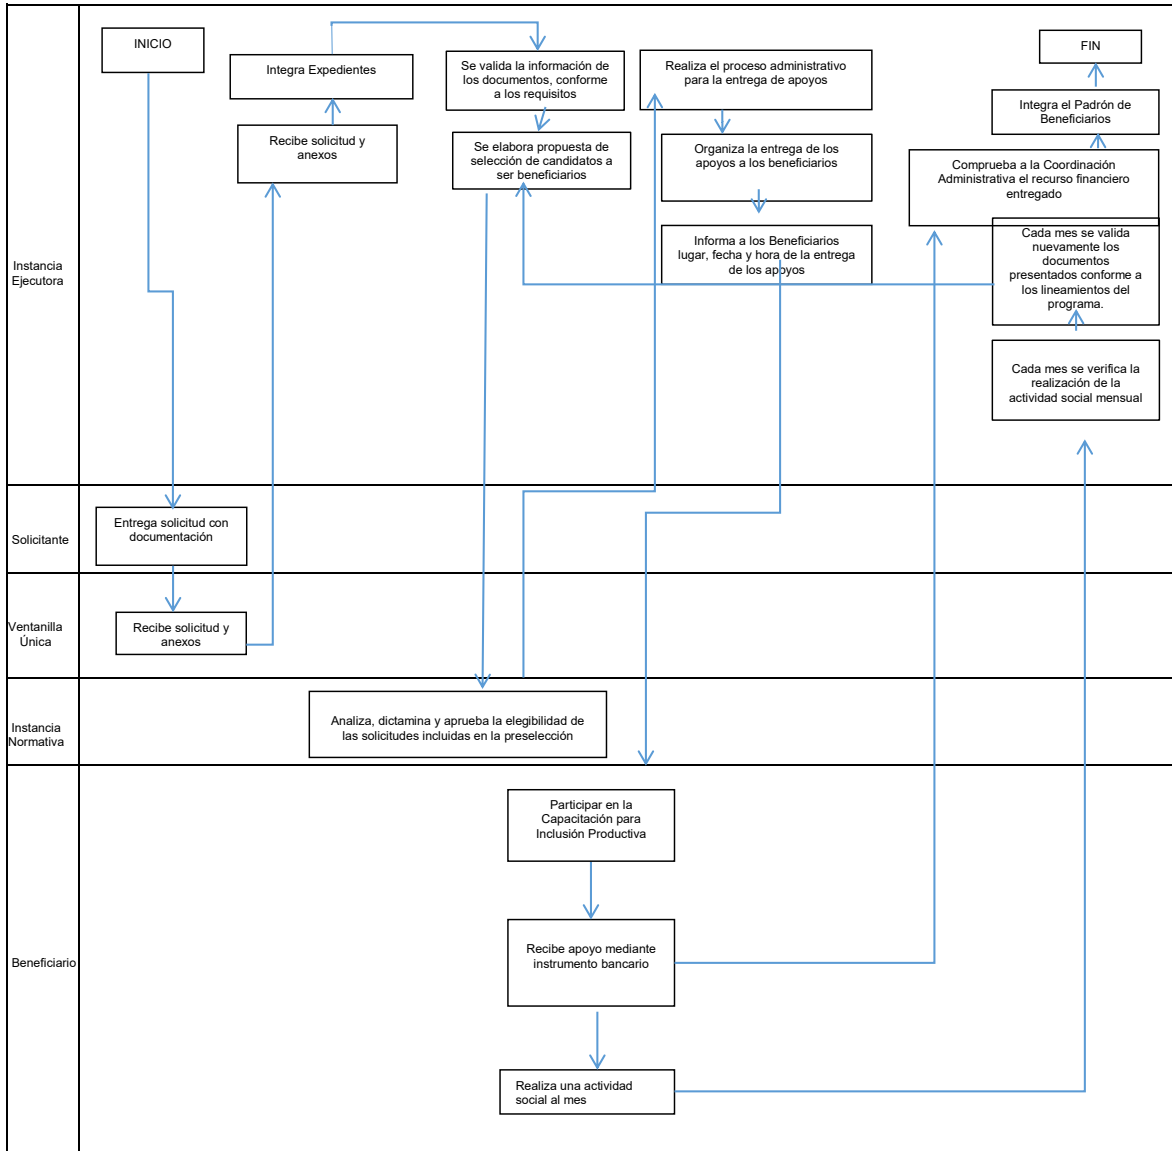 INICIO
Integra Expedientes
Recibe solicitud y
anexos
Se valida la información de
los documentos, conforme
a los requisitos
Se elabora propuesta de
selección de candidatos a
ser beneficiarios
Realiza el proceso administrativo
para la entrega de apoyos
Organiza la entrega de los
apoyos a los beneficiarios
Informa a los Beneficiarios
lugar, fecha y hora de la entrega
de los apoyos
FIN
Integra el Padrón de
Beneficiarios
Comprueba a la Coordinación
Administrativa el recurso financiero
entregado
Cada mes se valida
nuevamente los
documentos
presentados conforme a
los lineamientos del
programa.
Cada mes se verifica la
realización de la
actividad social mensual
Instancia
Ejecutora
Solicitante
Entrega solicitud con
documentación
Ventanilla
Única
Recibe solicitud y
anexos
Instancia
Normativa
Analiza, dictamina y aprueba la elegibilidad de
las solicitudes incluidas en la preselección
Beneficiario
Participar en la
Capacitación para
Inclusión Productiva
Recibe apoyo mediante
instrumento bancario
Realiza una actividad
social al mes